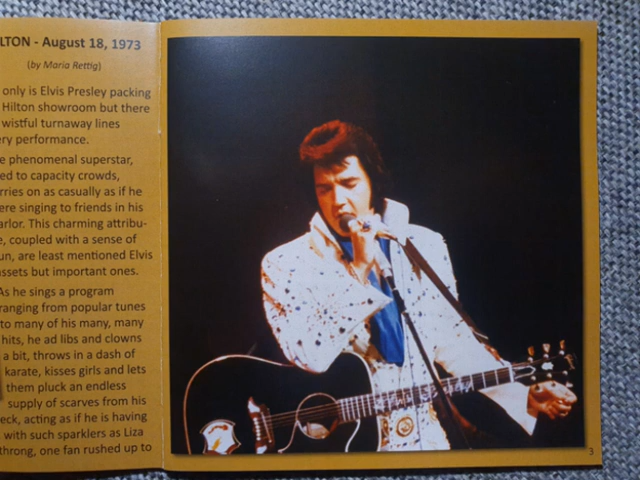 LTON - August 18, 1973
(by Maria Rettig)
only is Elvis Presley packing
Hilton showroom but there
wistful turnaway lines
ery performance.
e phenomenal superstar,
ed to capacity crowds,
rries on as casually as if he
ere singing to friends in his
arlor. This charming attribu-
e, coupled with a sense of
un, are least mentioned Elvis
assets but important ones.
As he sings a program
ranging from popular tunes
to many of his many, many
hits, he ad libs and clowns
a bit, throws in a dash of
karate, kisses girls and lets
them pluck an endless
supply of scarves from his
eck, acting as if he is having
with such sparklers as Liza
throng, one fan rushed up to
3